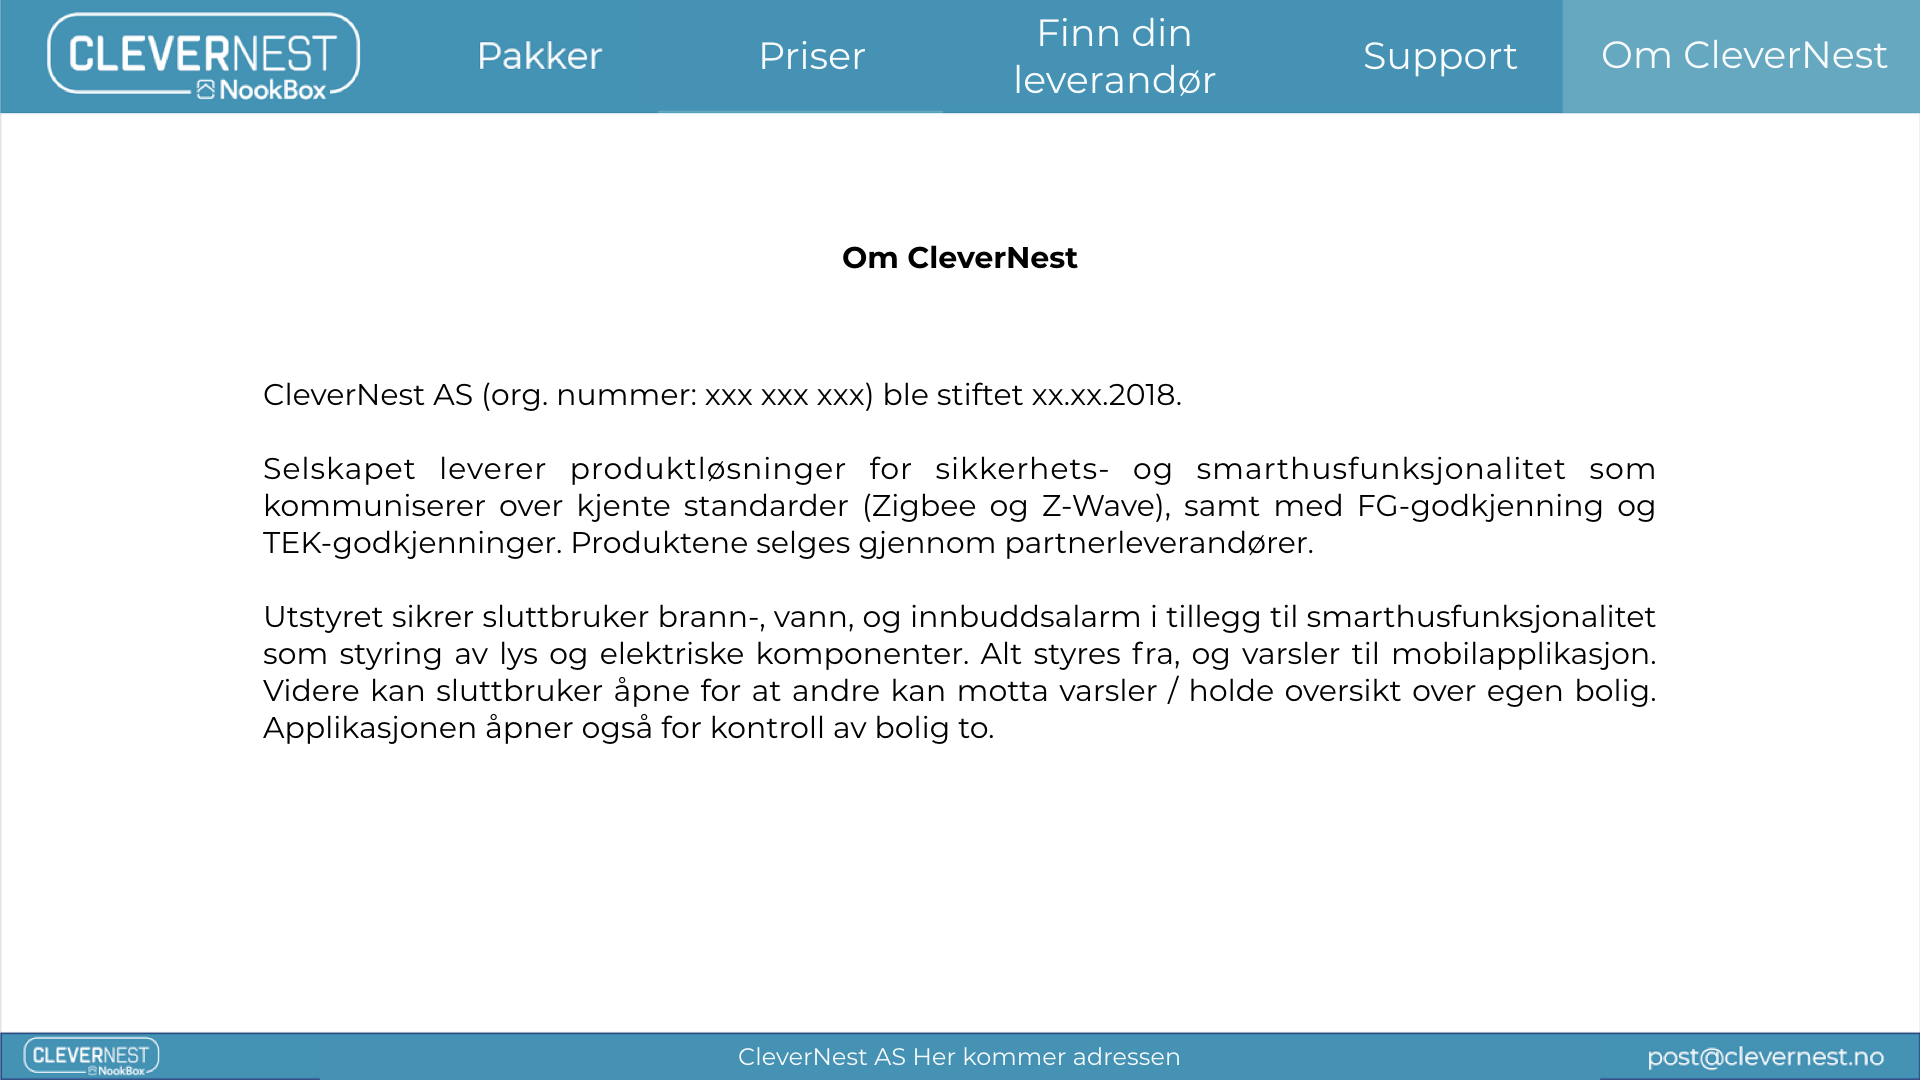 CLEVERNEST
NookBox
Pakker
Priser
Finn din
leverandør
Support
Om CleverNest
Om CleverNest
CleverNest AS (org. nummer: xxx xxx xxx) ble stiftet xx.xx.2018.
Selskapet leverer produktløsninger for sikkerhets- og smarthusfunksjonalitet som
kommuniserer over kjente standarder (Zigbee og Z-Wave), samt med FG-godkjenning og
TEK-godkjenninger. Produktene selges gjennom partnerleverandører.
Utstyret sikrer sluttbruker brann-, vann, og innbuddsalarm i tillegg til smarthusfunksjonalitet
som styring av lys og elektriske komponenter. Alt styres fra, og varsler til mobilapplikasjon.
Videre kan sluttbruker åpne for at andre kan motta varsler / holde oversikt over egen bolig.
Applikasjonen åpner også for kontroll av bolig to.
CLEVERNEST
NookBox
CleverNest AS Her kommer adressen
post@clevernest.no